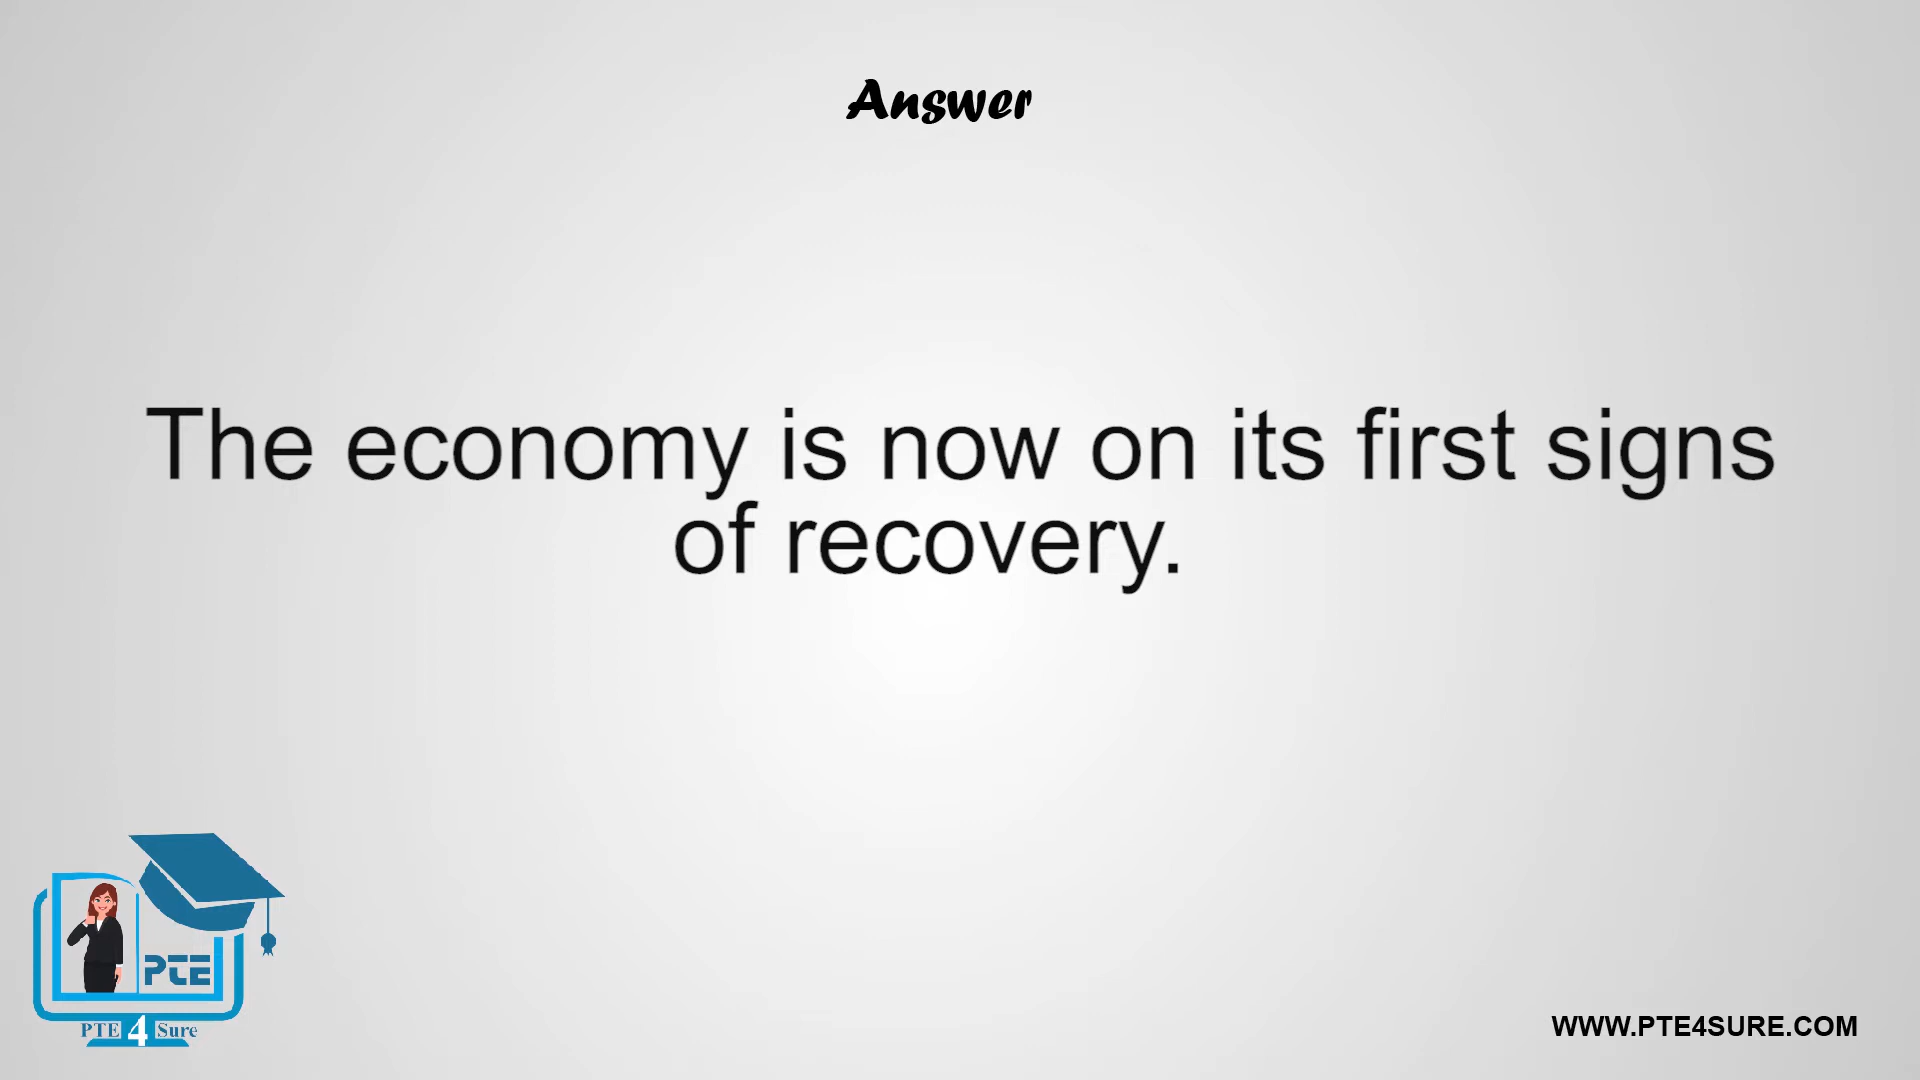 Answer
The economy is now on its first signs
of recovery.
PTE
PTE 4 Sure
WWW.PTE4SURE.COM